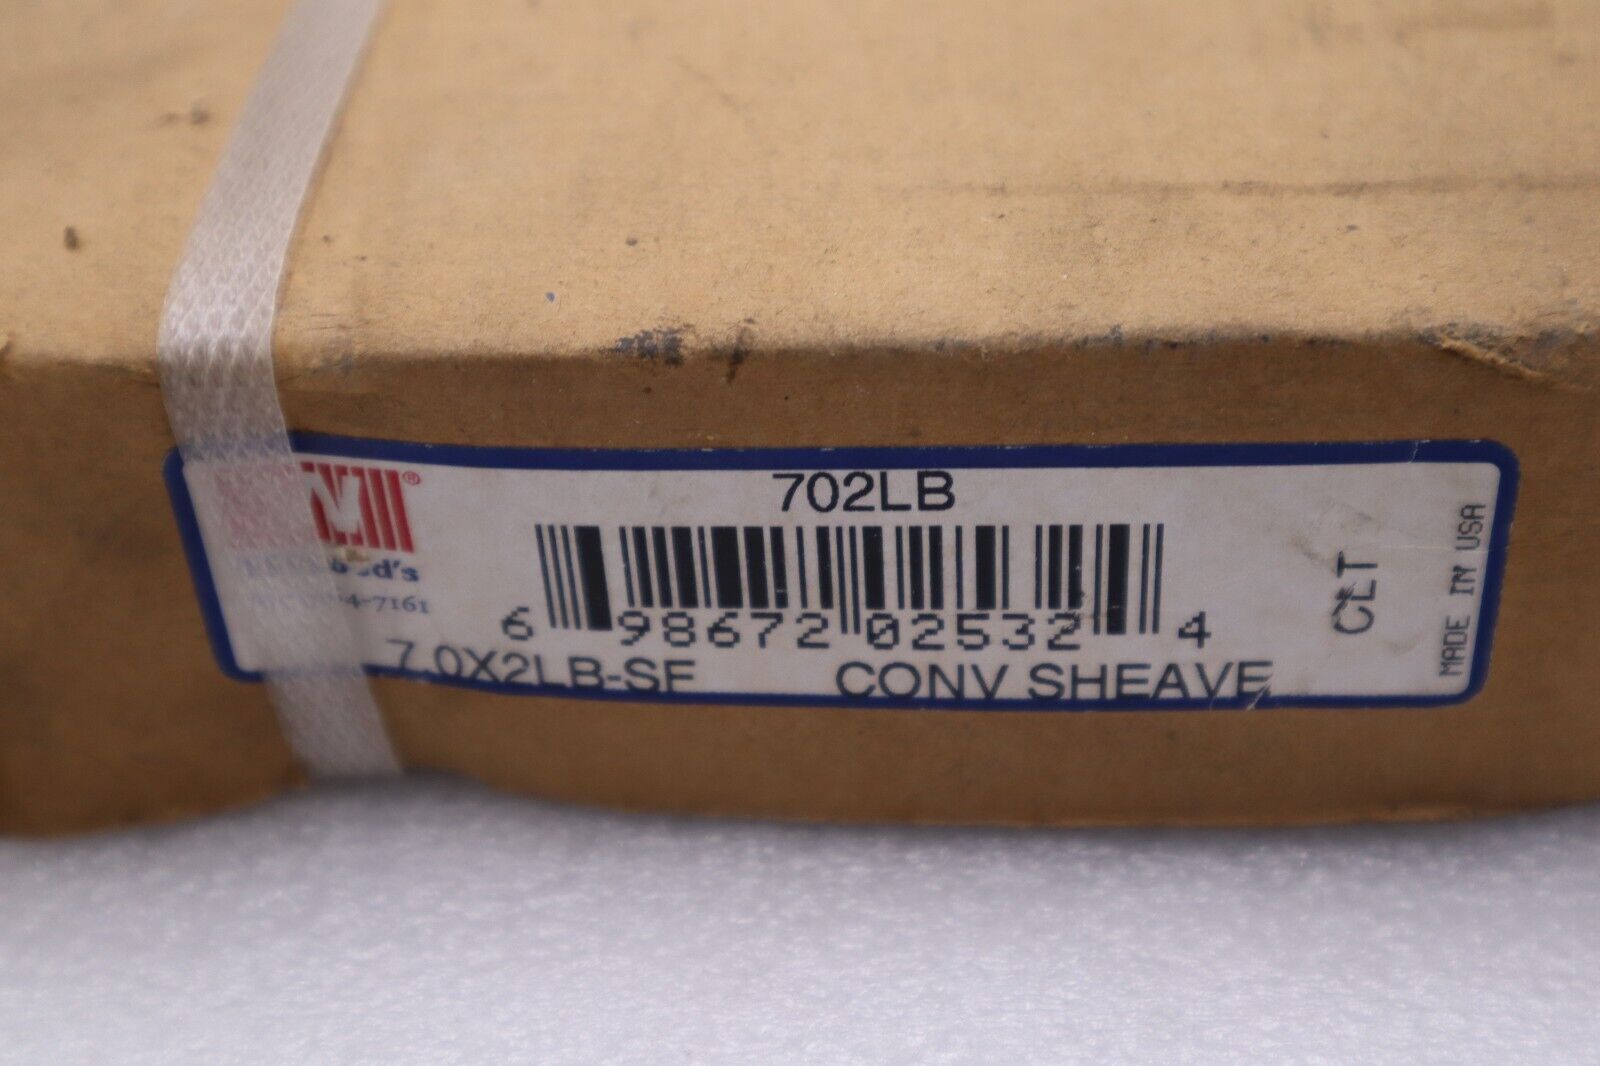 702LB
®
6 98672 02532 4
7.0X2LB-SF CONV SHEAVE
CLT
MADE IN USA